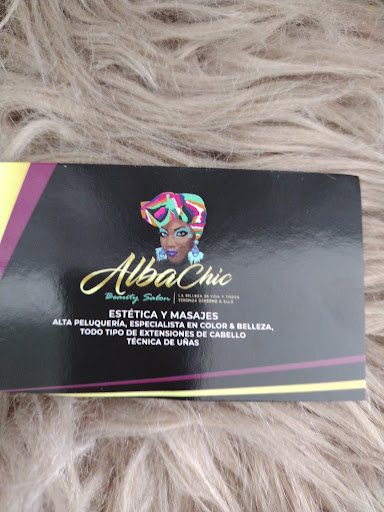 AlbaChic
Beauty Salon
LA BELLEZA ES VIDA Y TODOS
TENEMOS DERECHO A ELLA
ESTÉTICA Y MASAJES
ALTA PELUQUERÍA, ESPECIALISTA EN COLOR & BELLEZA,
TODO TIPO DE EXTENSIONES DE CABELLO
TÉCNICA DE UÑAS